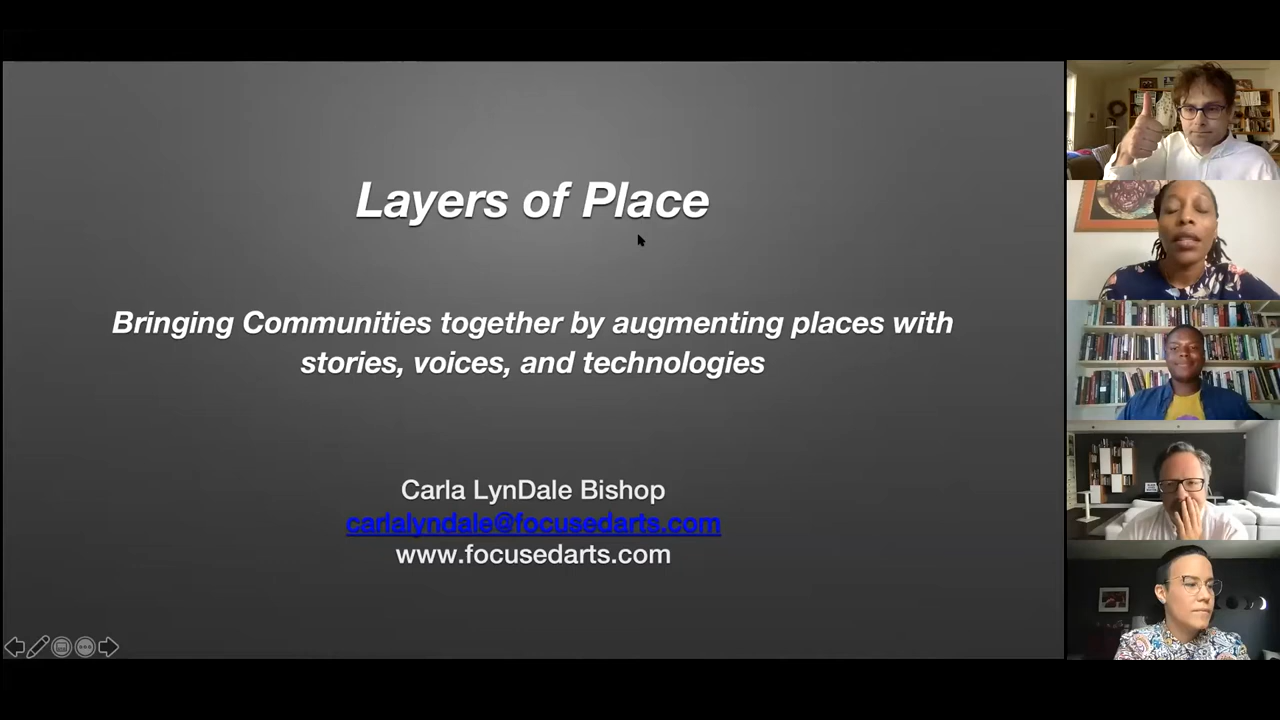 Layers of Place
Bringing Communities together by augmenting places with
stories, voices, and technologies
Carla LynDale Bishop
carlalyndale@focusedarts.com
www.focusedarts.com